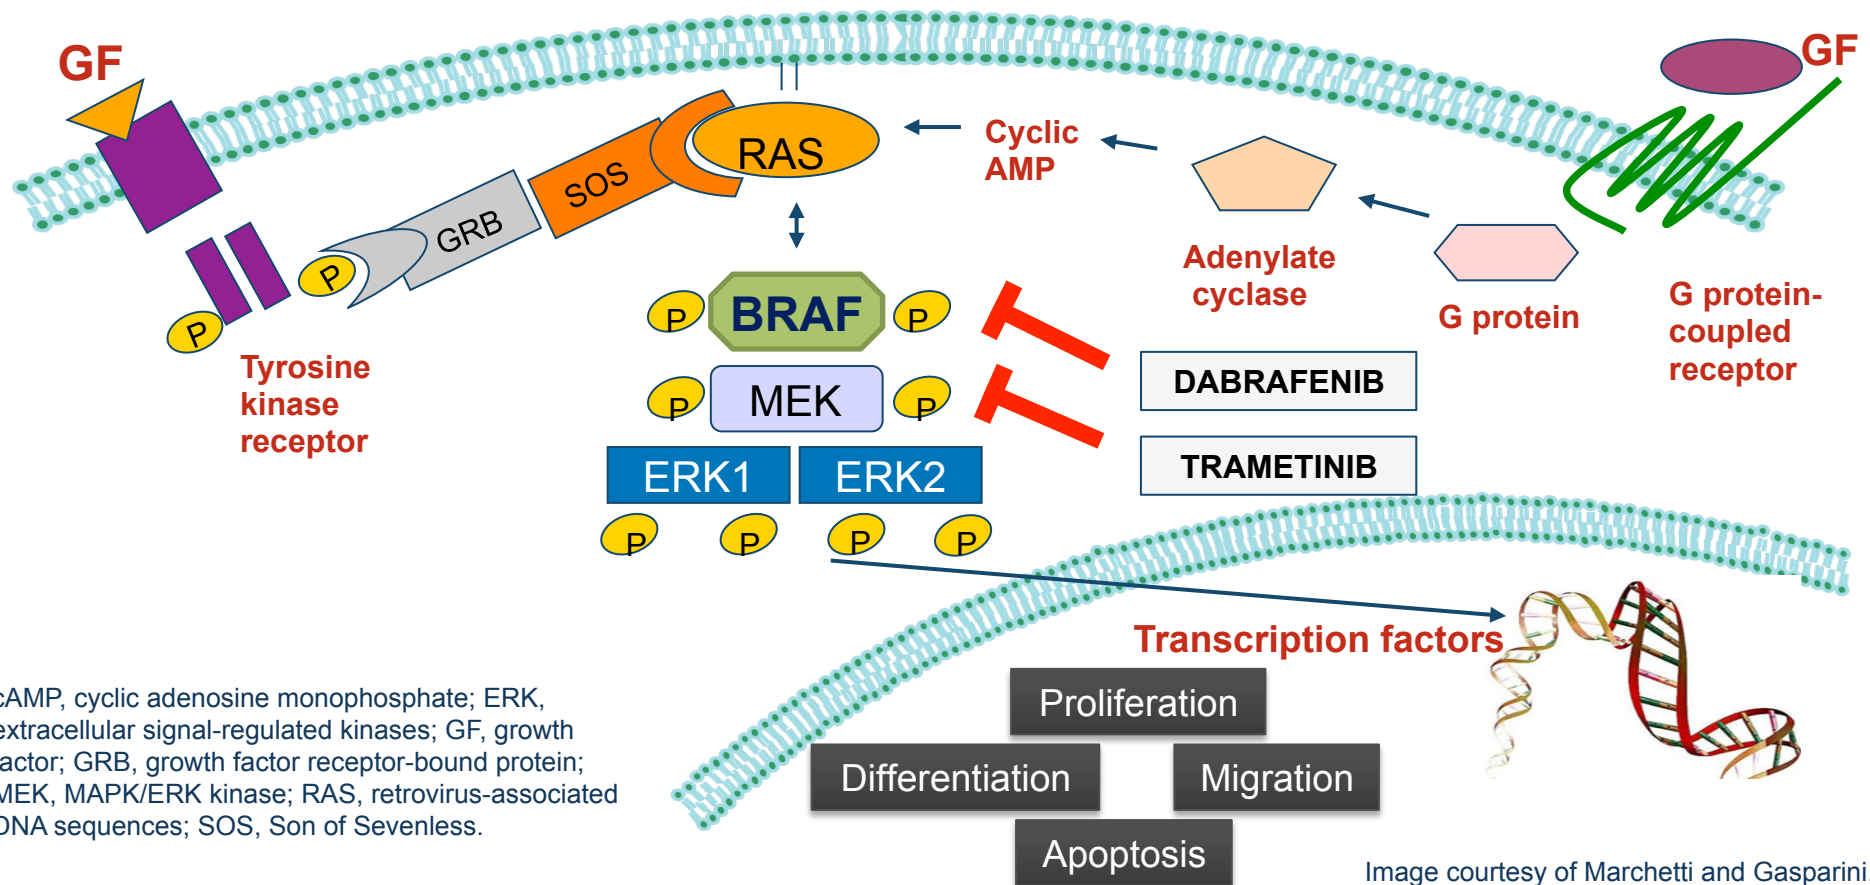 GF
GF
RAS
SOS
GRB
P
P
Cyclic
AMP
Adenylate
cyclase
G protein
G protein-
coupled
receptor
Tyrosine
kinase
receptor
P
BRAF
P
P
MEK
P
DABRAFENIB
TRAMETINIB
ERK1
ERK2
P
P
P
P
Transcription factors
Proliferation
Differentiation
Migration
Apoptosis
cAMP, cyclic adenosine monophosphate; ERK,
extracellular signal-regulated kinases; GF, growth
factor; GRB, growth factor receptor-bound protein;
MEK, MAPK/ERK kinase; RAS, retrovirus-associated
DNA sequences; SOS, Son of Sevenless.
Image courtesy of Marchetti and Gasparini.